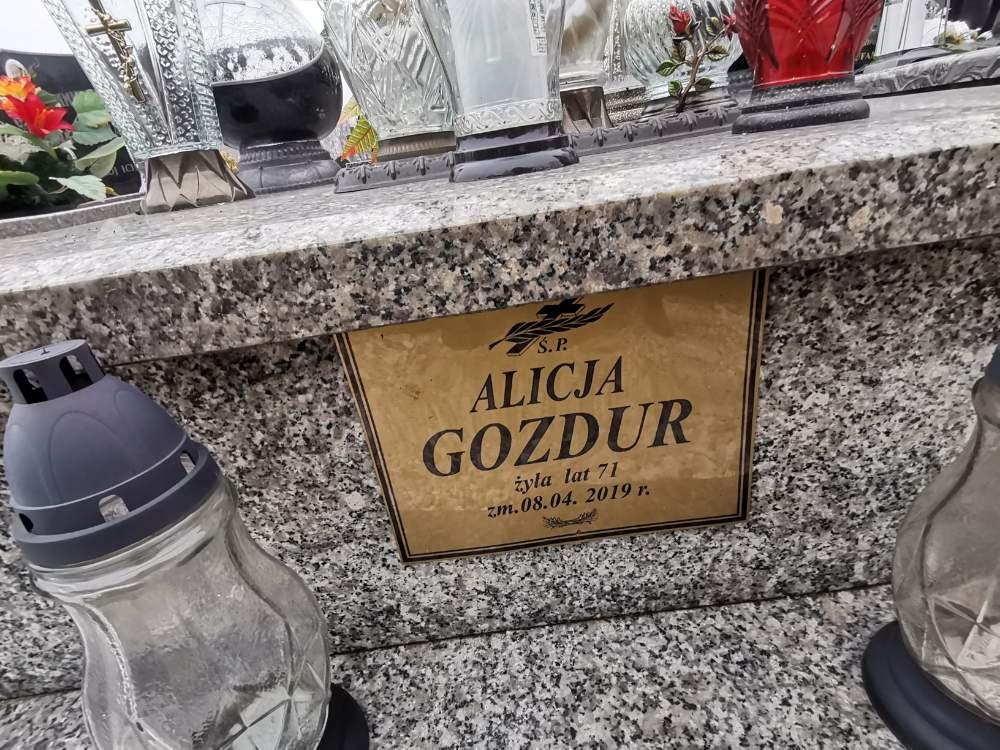 Ś.P.
ALICJA
GOZDUR
żyła lat 71
zm.08.04. 2019 r.